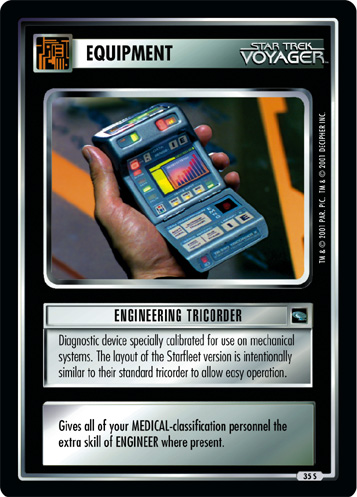 EQUIPMENT
STAR TREK
VOYAGER™
TM & © 2001 PAR. PIC. TM & © 2001 DECIPHER INC.
ENGINEERING TRICORDER
Diagnostic device specially calibrated for use on mechanical
systems. The layout of the Starfleet version is intentionally
similar to their standard tricorder to allow easy operation.
Gives all of your MEDICAL-classification personnel the
extra skill of ENGINEER where present.
35 S